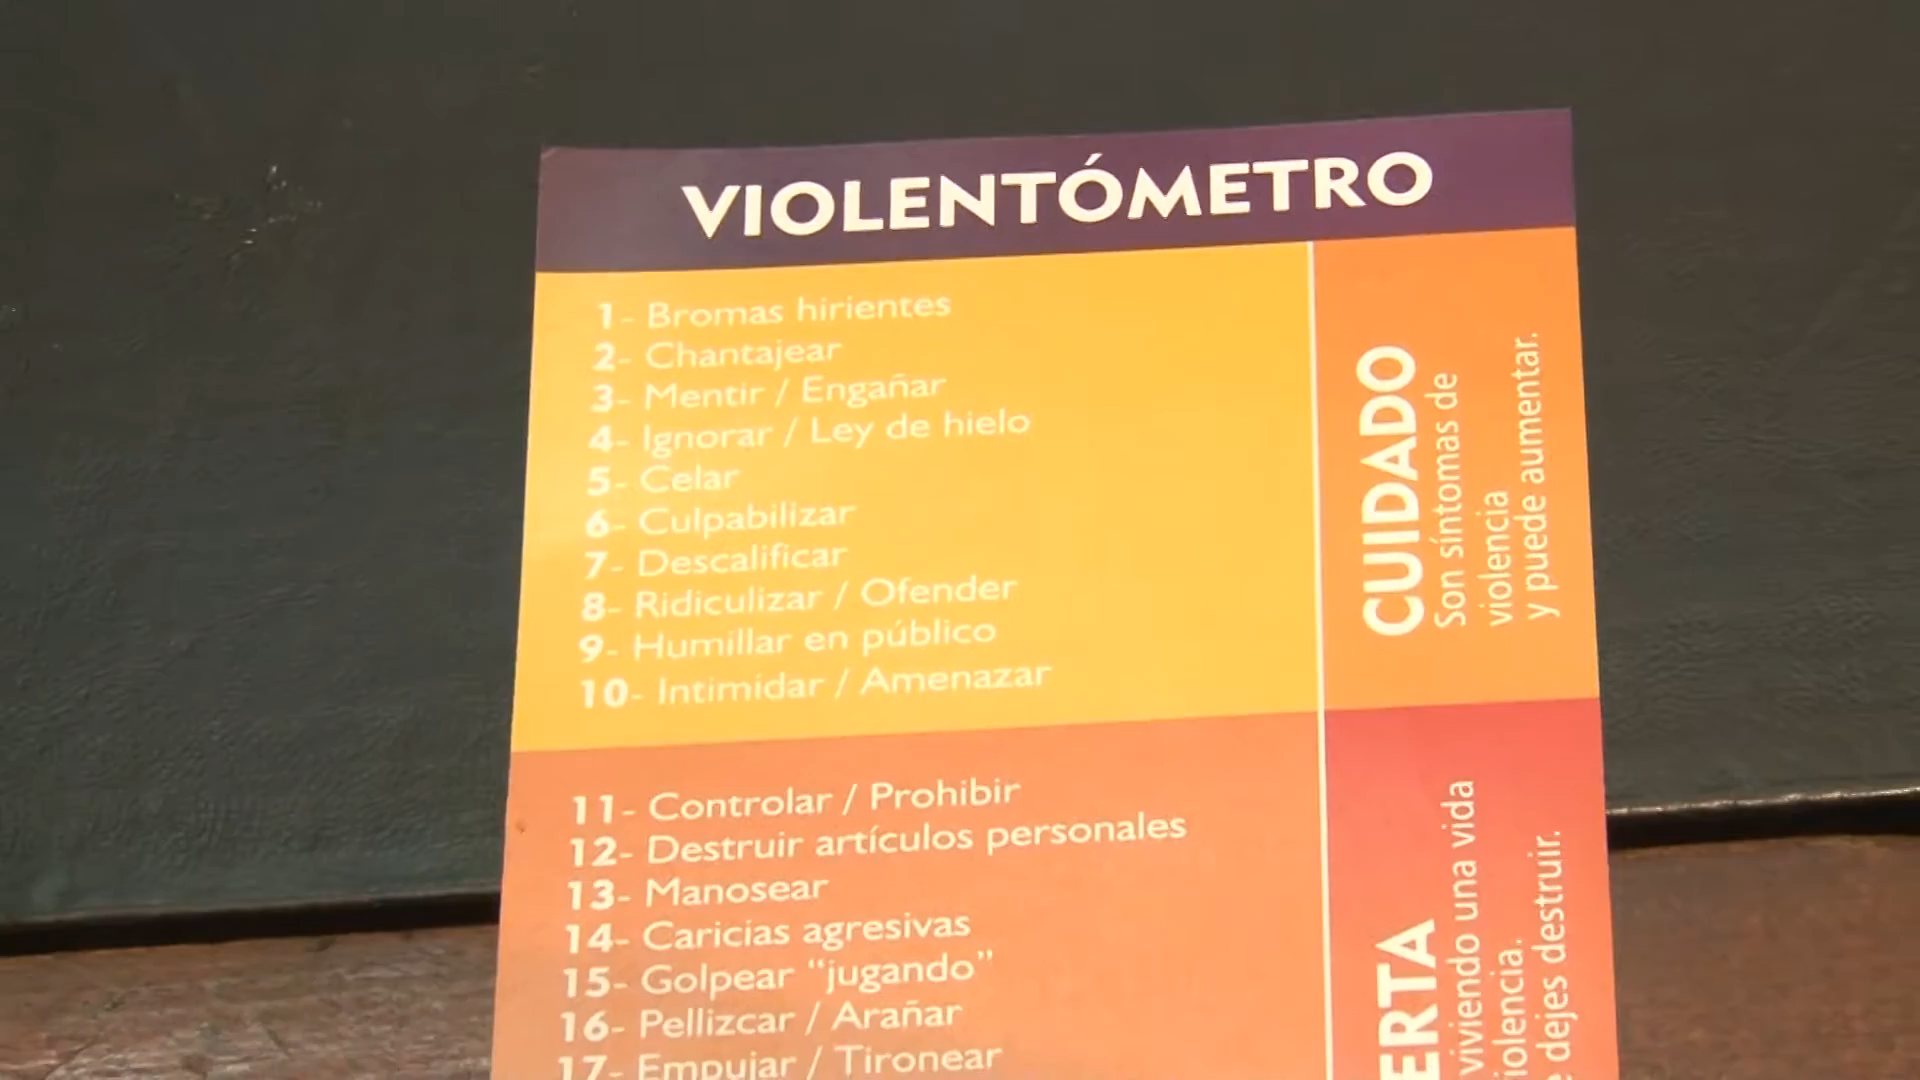 VIOLENTÓMETRO
1- Bromas hirientes
2- Chantajear
3- Mentir / Engañar
4- Ignorar / Ley de hielo
5- Celar
6- Culpabilizar
7- Descalificar
8- Ridiculizar / Ofender
9- Humillar en público
10- Intimidar / Amenazar
CUIDADO
Son síntomas de
violencia
y puede aumentar.
11- Controlar / Prohibir
12- Destruir artículos personales
13- Manosear
14- Caricias agresivas
15- Golpear “jugando”
16- Pellizcar / Arañar
17- Empujar / Tironear
ERTA
viviendo una vida
violencia.
dejes destruir.